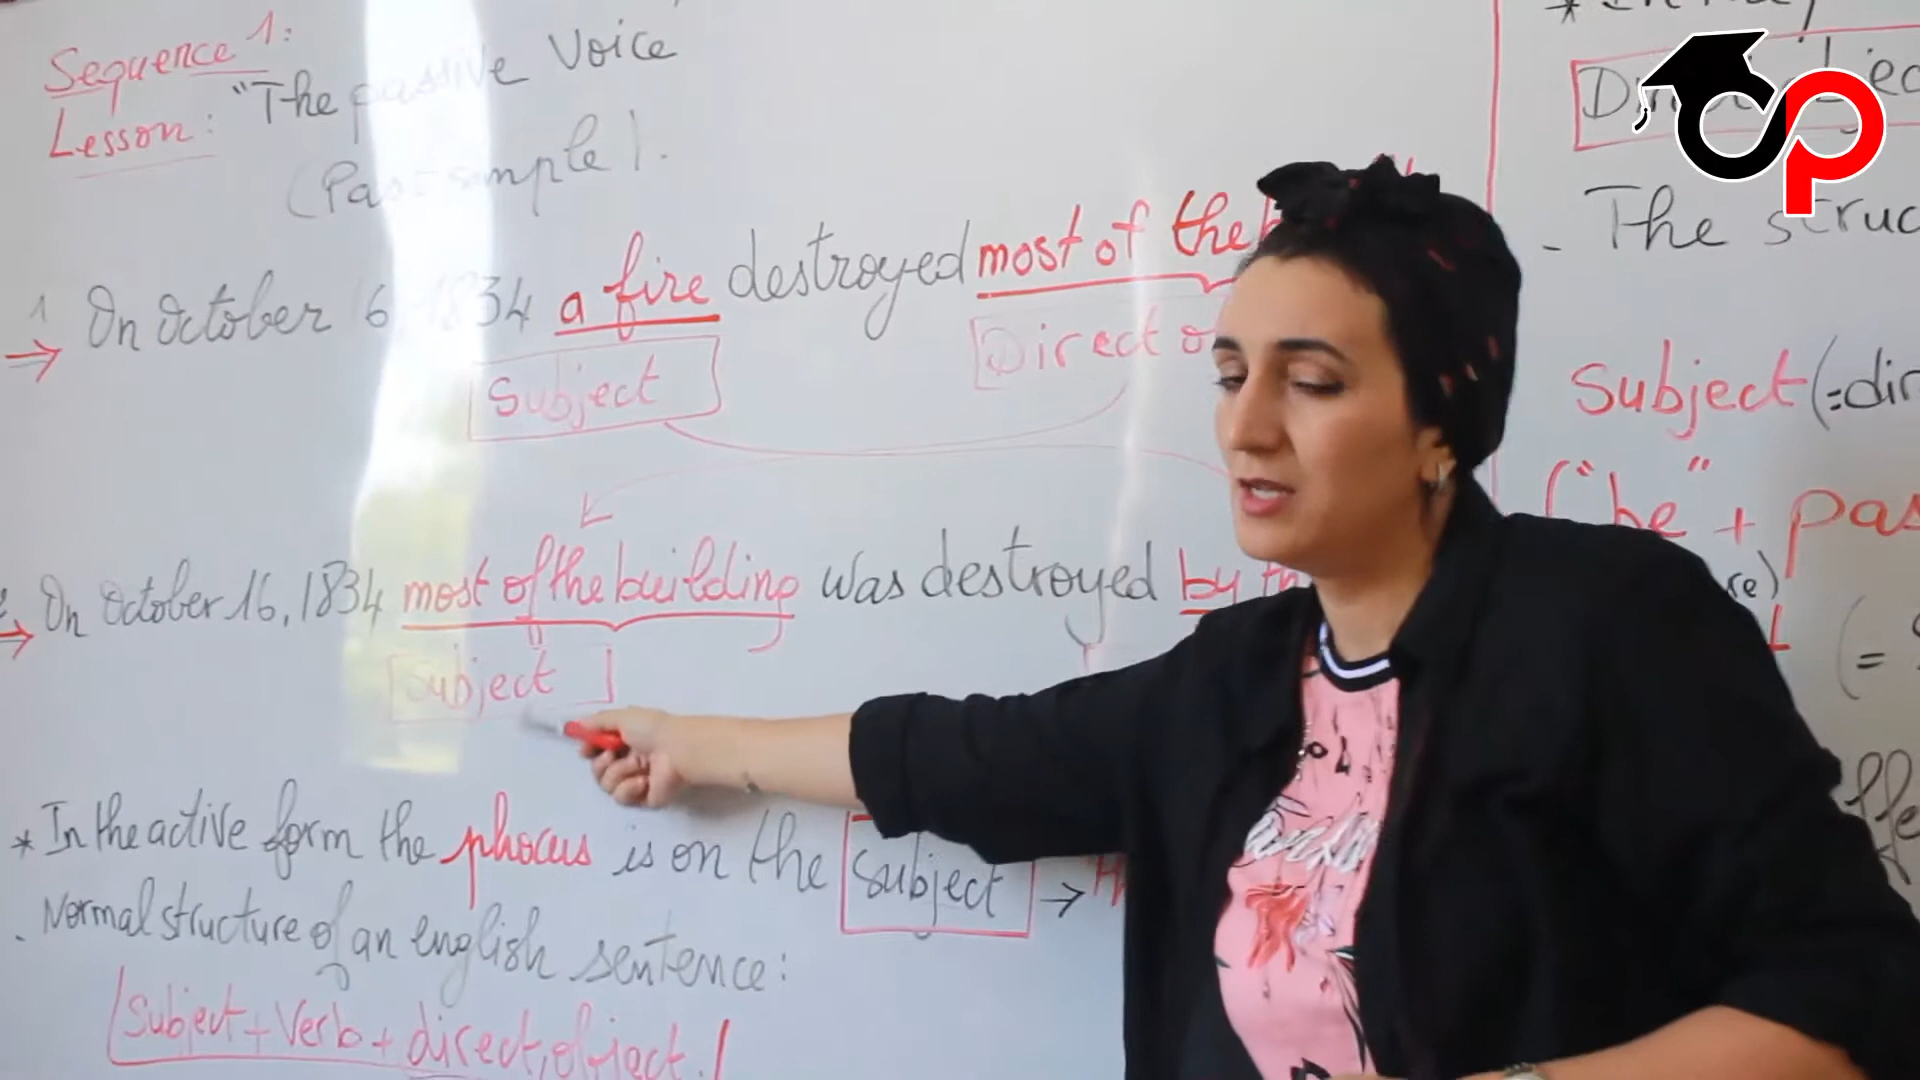 Sequence 1:
Lesson: "The passive Voice
(Past simple).
1 On October 16, 1834 a fire destroyed most of the
Subject
Direct
On October 16, 1834 most of the building was destroyed by
Subject
* In the active form the phocus is on the subject →
. Normal structure of an english sentence:
Subject + Verb + direct object.
- The
Subject (=
("be" +
cp